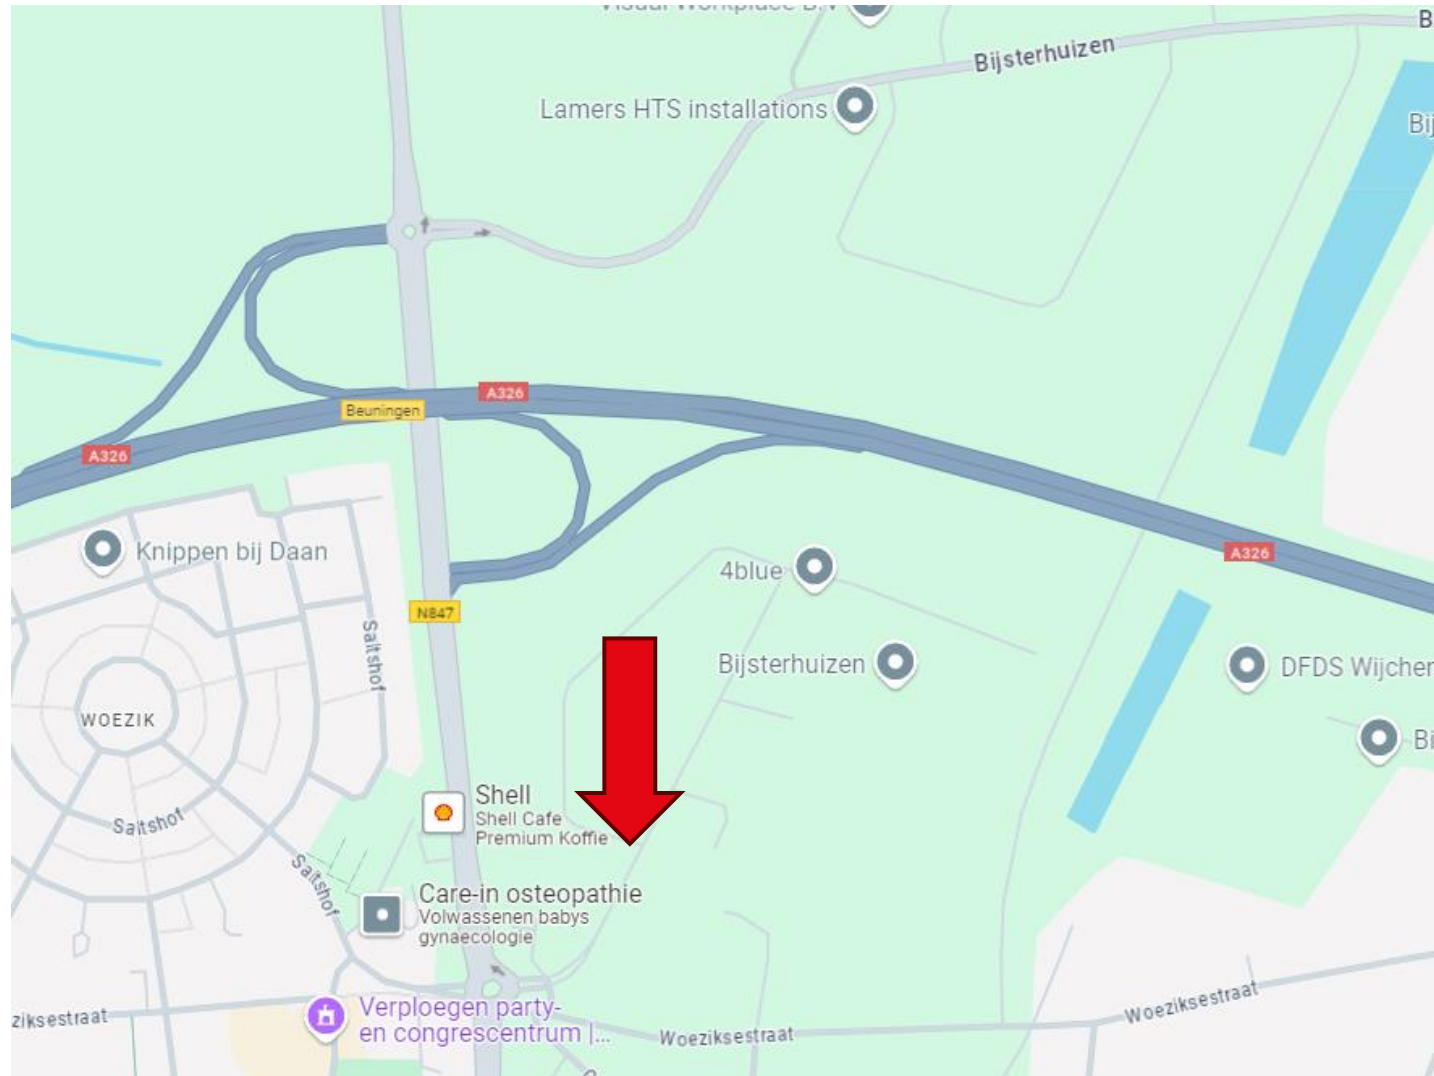 Bijsterhuizen
Lamers HTS installations
A326
Beuningen
A326
Knippen bij Daan
A326
4blue
N847
Saltshof
Bijsterhuizen
DFDS Wijchen
WOEZIK
Shell
Shell Cafe
Premium Koffie
Saltshof
Saltshof
Care-in osteopathie
Volwassenen babys
gynaecologie
Verploegen party-
en congrescentrum |...
ziksestraat
Woeziksestraat
Woeziksestraat